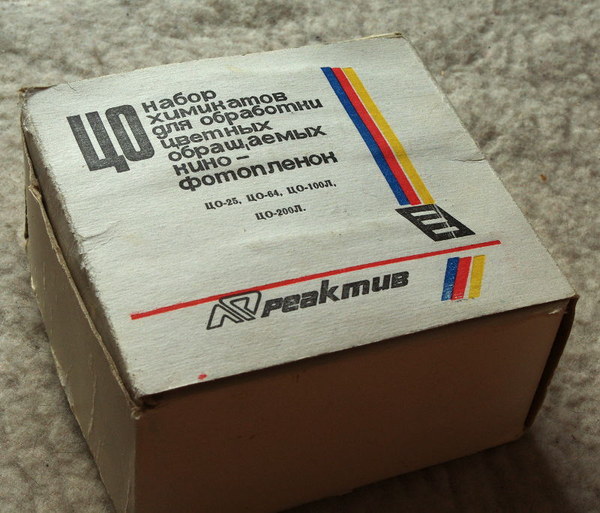 ЦО
набор
химикатов
для обработки
цветных
обращаемых
кино-
фотопленок
ЦО-25, ЦО-64, ЦО-100Л,
ЦО-200Л.
реактив